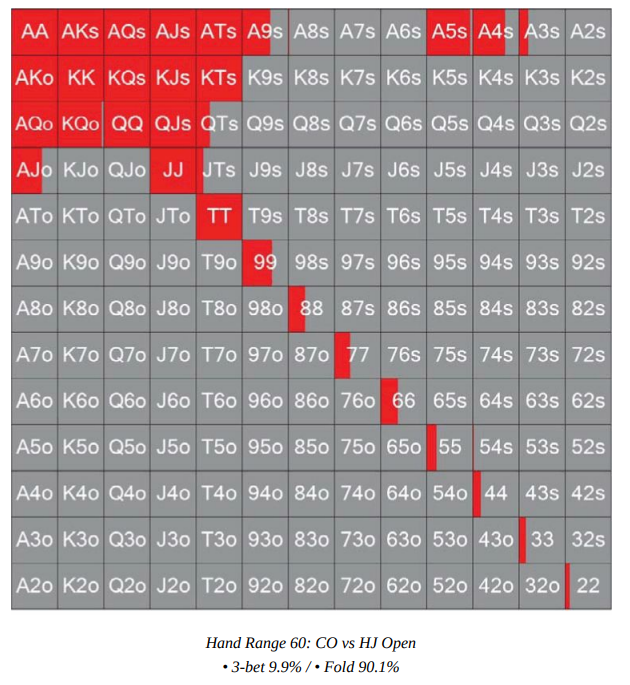 AA AKs AQs AJs ATs A9s A8s A7s A6s A5s A4s A3s A2s
AKo KK KQs KJs KTs K9s K8s K7s K6s K5s K4s K3s K2s
AQo KQo QQ QJs QTs Q9s Q8s Q7s Q6s Q5s Q4s Q3s Q2s
AJo KJo QJo JJ JTs J9s J8s J7s J6s J5s J4s J3s J2s
ATo KTo QTo JTo TT T9s T8s T7s T6s T5s T4s T3s T2s
A9o K9o Q9o J9o T9o 99 98s 97s 96s 95s 94s 93s 92s
A8o K8o Q8o J8o T8o 98o 88 87s 86s 85s 84s 83s 82s
A7o K7o Q7o J7o T7o 97o 87o 77 76s 75s 74s 73s 72s
A6o K6o Q6o J6o T6o 96o 86o 76o 66 65s 64s 63s 62s
A5o K5o Q5o J5o T5o 95o 85o 75o 65o 55 54s 53s 52s
A4o K4o Q4o J4o T4o 94o 84o 74o 64o 54o 44 43s 42s
A3o K3o Q3o J3o T3o 93o 83o 73o 63o 53o 43o 33 32s
A2o K2o Q2o J2o T2o 92o 82o 72o 62o 52o 42o 32o 22
Hand Range 60: CO vs HJ Open
• 3-bet 9.9% / • Fold 90.1%